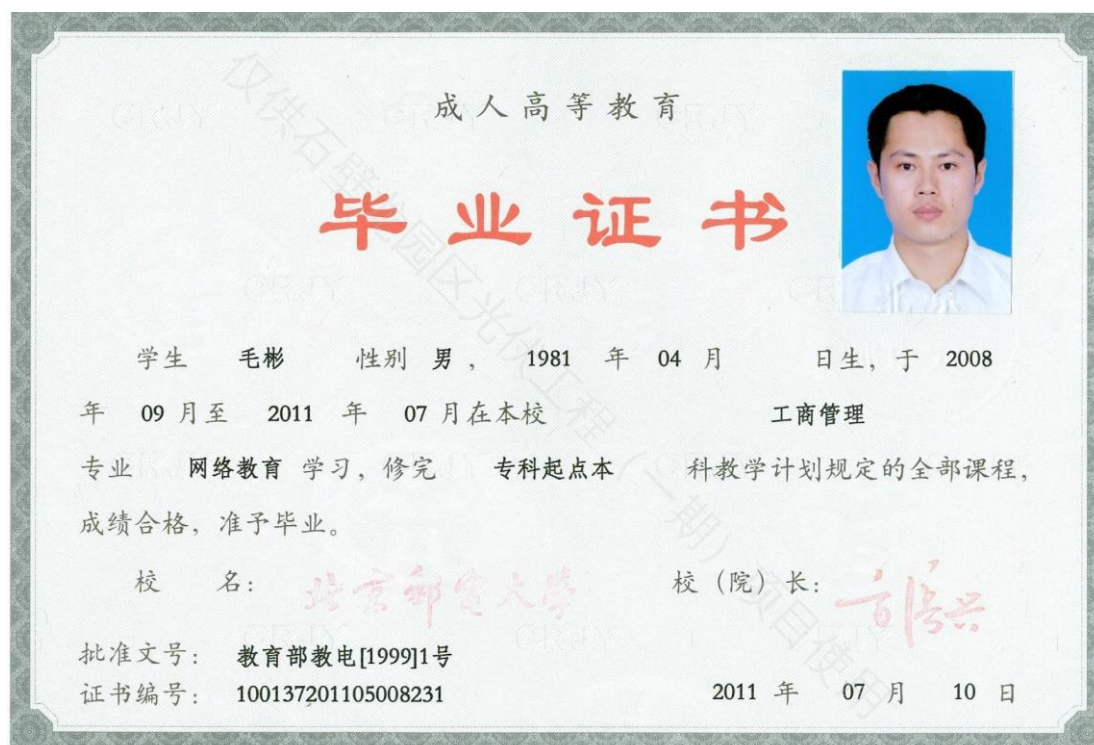 成人高等教育
毕业证书
学生 毛彬 性别 男， 1981 年 04 月 日生，于 2008
年 09 月至 2011 年 07 月在本校 工商管理
专业 网络教育 学习，修完 专科起点本 科教学计划规定的全部课程，
成绩合格，准予毕业。
校 名： 北京邮电大学 校（院）长： 方滨兴
批准文号： 教育部教电[1999]1号
证书编号： 100137201105008231 2011 年 07 月 10 日